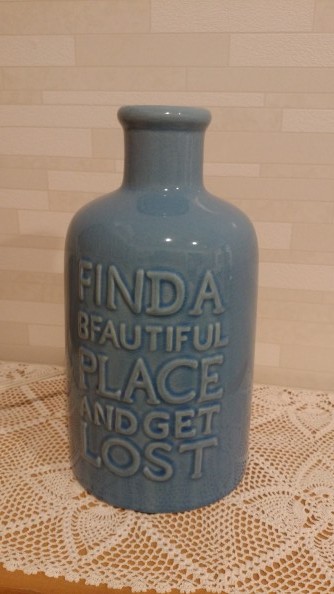 FIND A
BEAUTIFUL
PLACE
AND GET
LOST